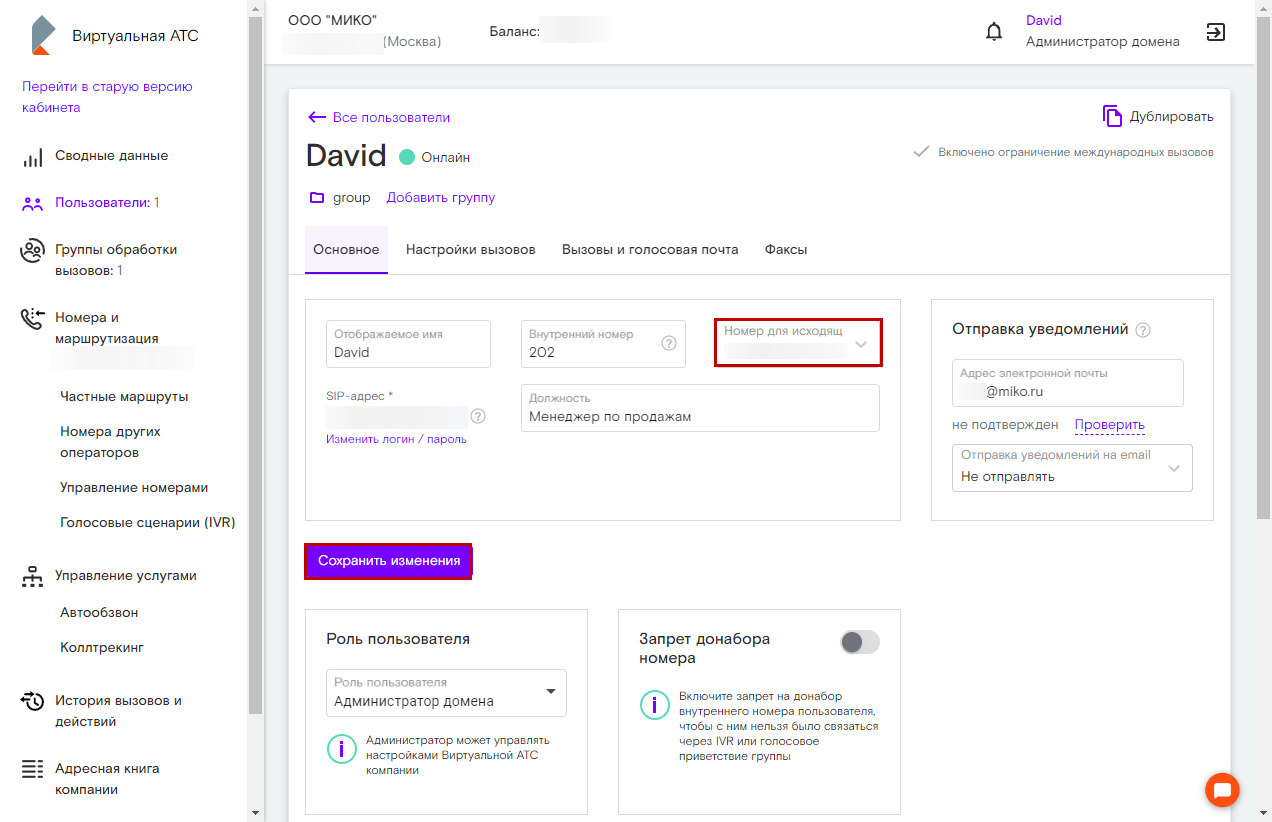 Виртуальная АТС
Перейти в старую версию
кабинета
Сводные данные
Пользователи: 1
Группы обработки
вызовов: 1
Номера и
маршрутизация
Частные маршруты
Номера других
операторов
Управление номерами
Голосовые сценарии (IVR)
Управление услугами
Автообзвон
Коллтрекинг
История вызовов и
действий
Адресная книга
компании
ООО "МИКО"
(Москва)
Баланс:
David
Администратор домена
Все пользователи
Дублировать
David
Онлайн
Включено ограничение международных вызовов
group
Добавить группу
Основное
Настройки вызовов
Вызовы и голосовая почта
Факсы
Отображаемое имя
David
Внутренний номер
202
?
Номер для исходящ
SIP-адрес *
?
Изменить логин / пароль
Должность
Менеджер по продажам
Отправка уведомлений ?
Адрес электронной почты
@miko.ru
не подтвержден Проверить
Отправка уведомлений на email
Не отправлять
Сохранить изменения
Роль пользователя
Роль пользователя
Администратор домена
i
Администратор может управлять
настройками Виртуальной АТС
компании
Запрет донабора
номера
i
Включите запрет на донабор
внутреннего номера пользователя,
чтобы с ним нельзя было связаться
через IVR или голосовое
приветствие группы